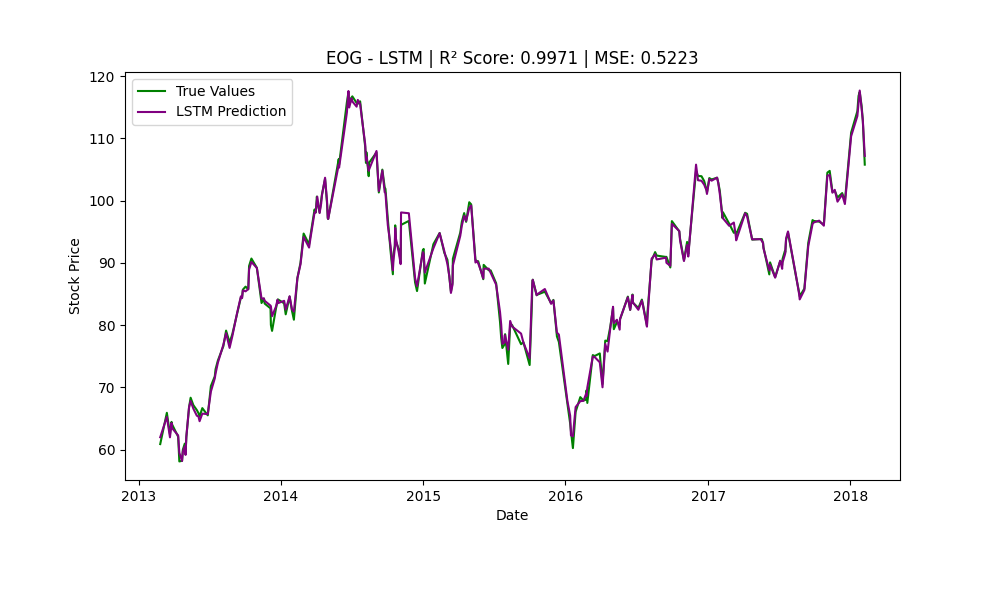 EOG - LSTM | R² Score: 0.9971 | MSE: 0.5223
True Values
LSTM Prediction
Stock Price
120
110
100
90
80
70
60
2013
2014
2015
2016
2017
2018
Date